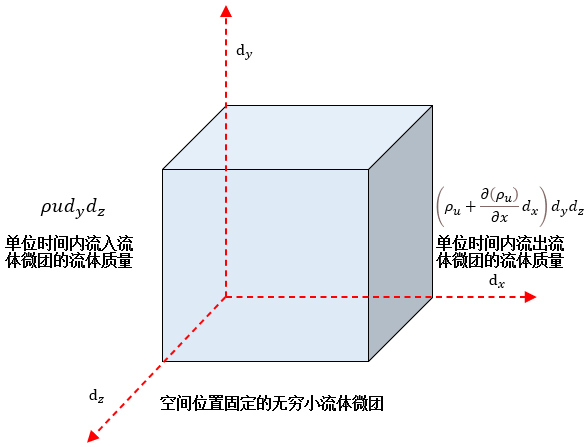 d_y
ρud_yd_z
(ρ_u + ∂(ρ_u)/∂x d_x) d_yd_z
单位时间内流入流
体微团的流体质量
单位时间内流出流
体微团的流体质量
d_x
d_z
空间位置固定的无穷小流体微团